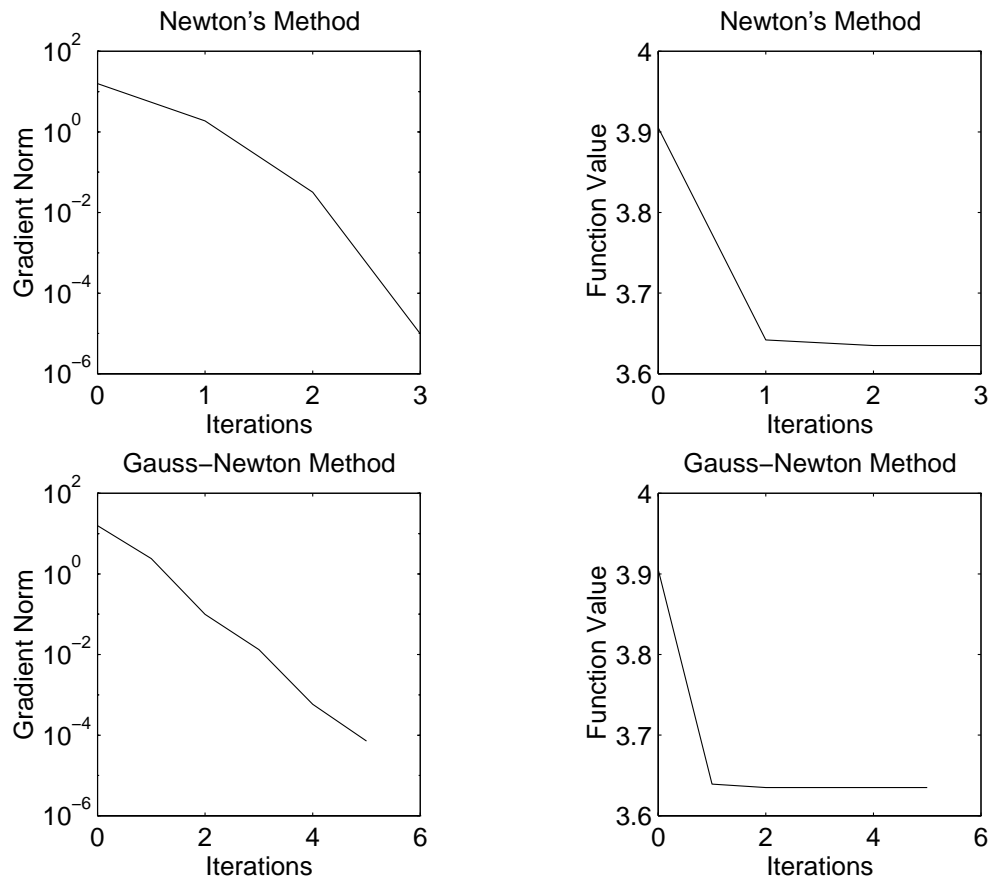 Newton's Method
10^2
10^0
10^−2
10^−4
10^−6
Gradient Norm
0 1 2 3
Iterations
Newton's Method
4
3.9
3.8
3.7
3.6
Function Value
0 1 2 3
Iterations
Gauss−Newton Method
10^2
10^0
10^−2
10^−4
10^−6
Gradient Norm
0 2 4 6
Iterations
Gauss−Newton Method
4
3.9
3.8
3.7
3.6
Function Value
0 2 4 6
Iterations